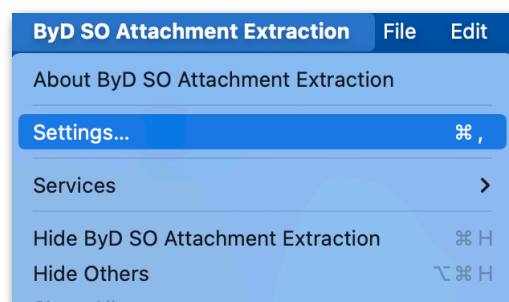 ByD SO Attachment Extraction File Edit
About ByD SO Attachment Extraction
Settings... ⌘ ,
Services >
Hide ByD SO Attachment Extraction ⌘ H
Hide Others ⌥ ⌘ H